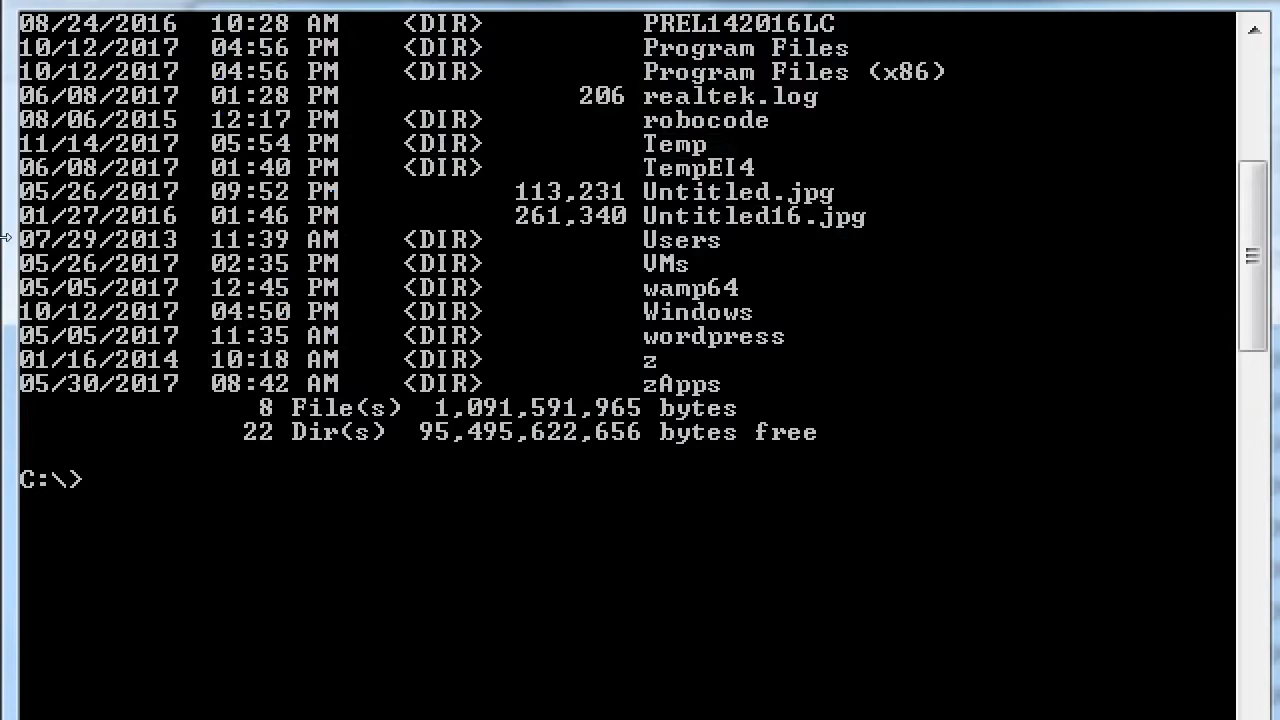 08/24/2016  10:28 AM    <DIR>          PREL142016LC
10/12/2017  04:56 PM    <DIR>          Program Files
10/12/2017  04:56 PM    <DIR>          Program Files (x86)
06/08/2017  01:28 PM               206 realtek.log
08/06/2015  12:17 PM    <DIR>          robocode
11/14/2017  05:54 PM    <DIR>          Temp
06/08/2017  01:40 PM    <DIR>          TempEI4
05/26/2017  09:52 PM           113,231 Untitled.jpg
01/27/2016  01:46 PM           261,340 Untitled16.jpg
07/29/2013  11:39 AM    <DIR>          Users
05/26/2017  02:35 PM    <DIR>          VMs
05/05/2017  12:45 PM    <DIR>          wamp64
10/12/2017  04:50 PM    <DIR>          Windows
05/05/2017  11:35 AM    <DIR>          wordpress
01/16/2014  10:18 AM    <DIR>          z
05/30/2017  08:42 AM    <DIR>          zApps
               8 File(s)  1,091,591,965 bytes
              22 Dir(s)  95,495,622,656 bytes free
C:\>